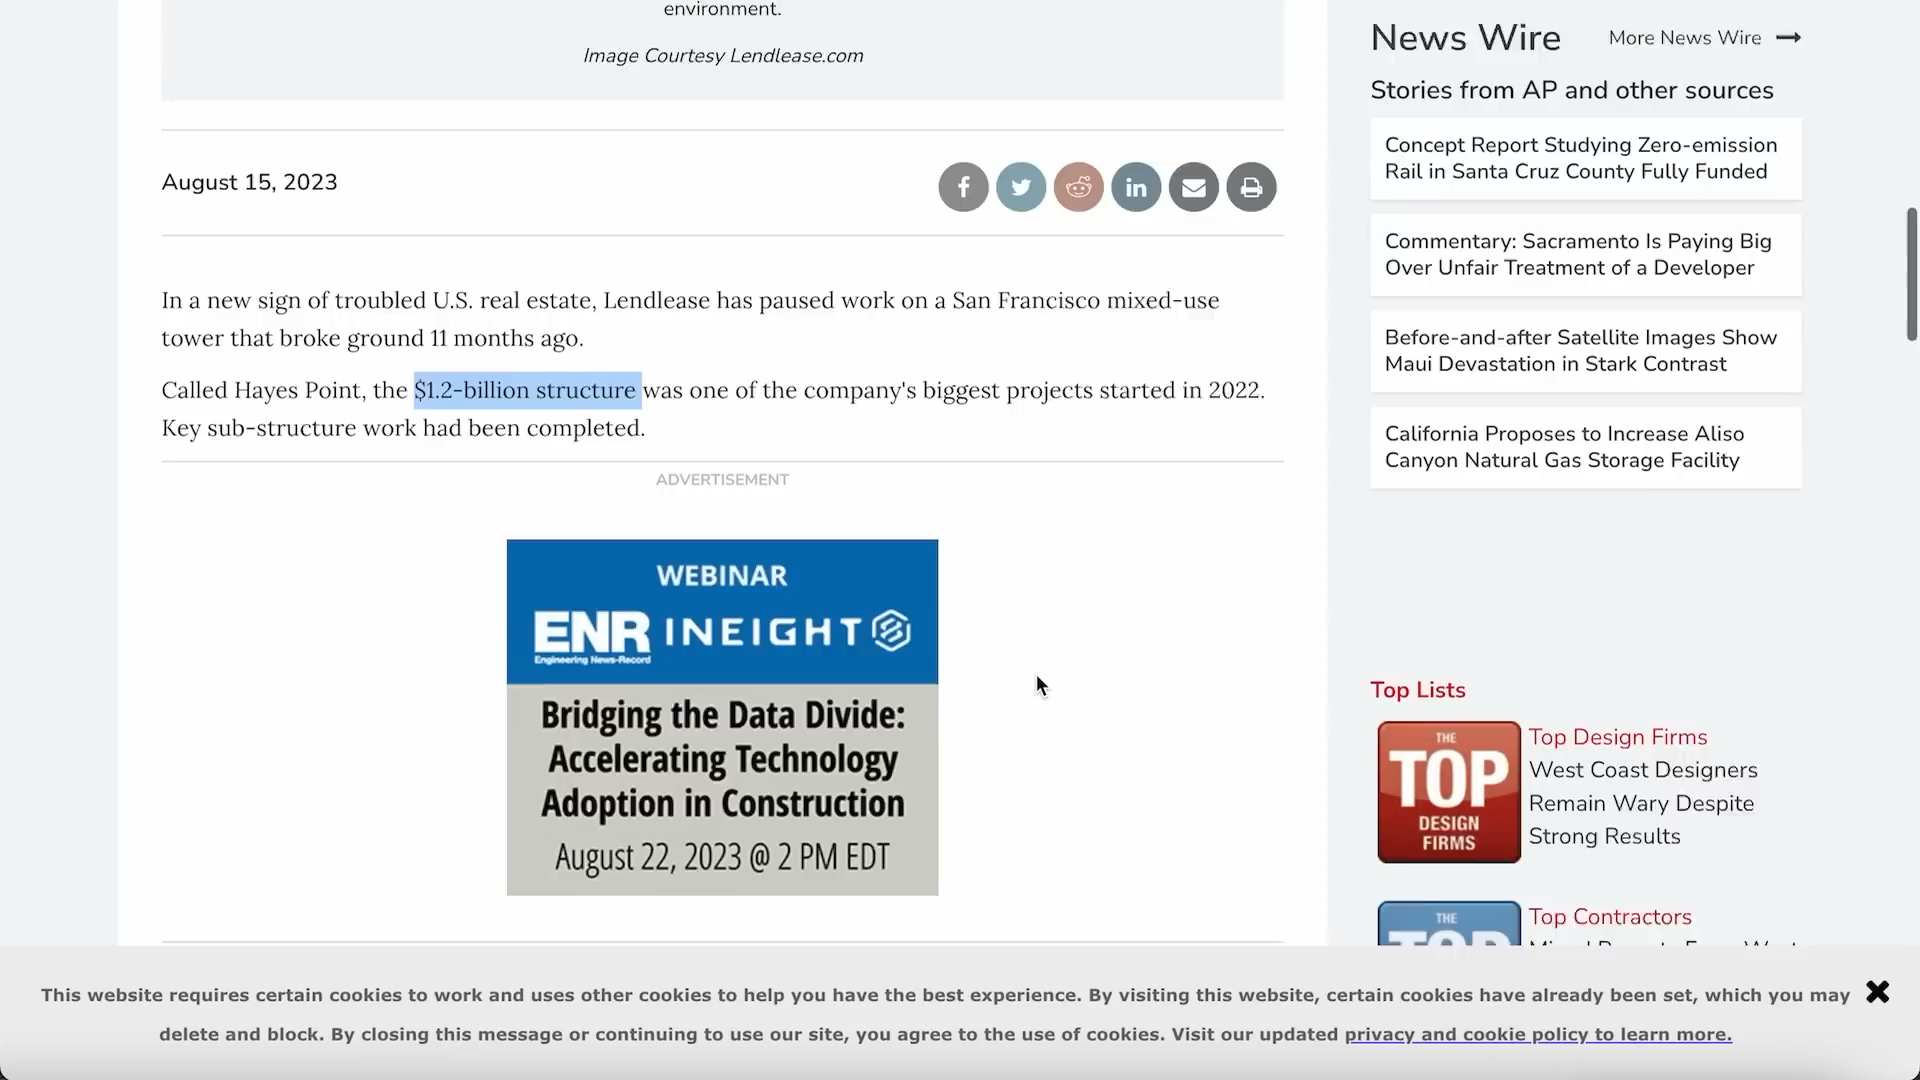 environment.
Image Courtesy Lendlease.com
August 15, 2023
In a new sign of troubled U.S. real estate, Lendlease has paused work on a San Francisco mixed-use
tower that broke ground 11 months ago.
Called Hayes Point, the $1.2-billion structure was one of the company's biggest projects started in 2022.
Key sub-structure work had been completed.
ADVERTISEMENT
WEBINAR
ENR INEIGHT
Engineering News-Record
Bridging the Data Divide:
Accelerating Technology
Adoption in Construction
August 22, 2023 @ 2 PM EDT
News Wire
More News Wire
Stories from AP and other sources
Concept Report Studying Zero-emission
Rail in Santa Cruz County Fully Funded
Commentary: Sacramento Is Paying Big
Over Unfair Treatment of a Developer
Before-and-after Satellite Images Show
Maui Devastation in Stark Contrast
California Proposes to Increase Aliso
Canyon Natural Gas Storage Facility
Top Lists
THE
TOP
DESIGN
FIRMS
Top Design Firms
West Coast Designers
Remain Wary Despite
Strong Results
THE
TOP
Top Contractors
This website requires certain cookies to work and uses other cookies to help you have the best experience. By visiting this website, certain cookies have already been set, which you may
delete and block. By closing this message or continuing to use our site, you agree to the use of cookies. Visit our updated privacy and cookie policy to learn more.